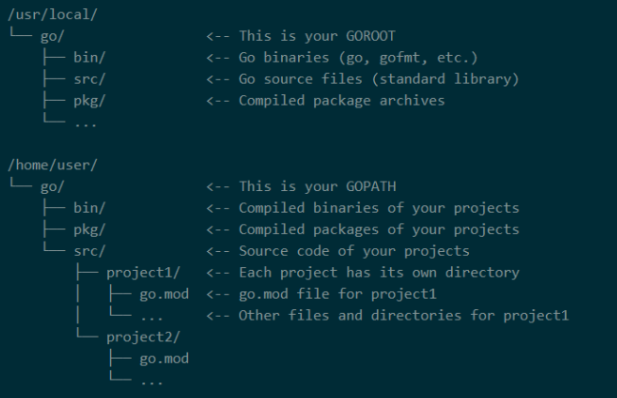 /usr/local/
└── go/                 <-- This is your GOROOT
    ├── bin/            <-- Go binaries (go, gofmt, etc.)
    ├── src/            <-- Go source files (standard library)
    ├── pkg/            <-- Compiled package archives
    └── ...
/home/user/
└── go/                 <-- This is your GOPATH
    ├── bin/            <-- Compiled binaries of your projects
    ├── pkg/            <-- Compiled packages of your projects
    └── src/            <-- Source code of your projects
        ├── project1/   <-- Each project has its own directory
        │   ├── go.mod  <-- go.mod file for project1
        │   └── ...     <-- Other files and directories for project1
        └── project2/
            ├── go.mod
            └── ...